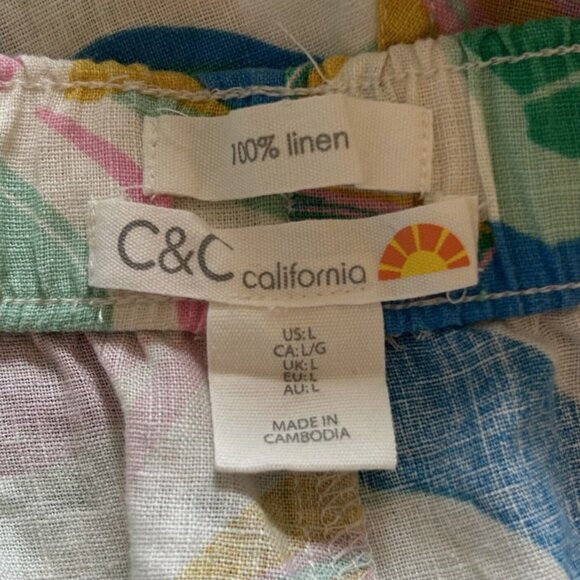 100% linen
C&C california
US: L
CA: L/G
UK: L
EU: L
AU: L
MADE IN
CAMBODIA